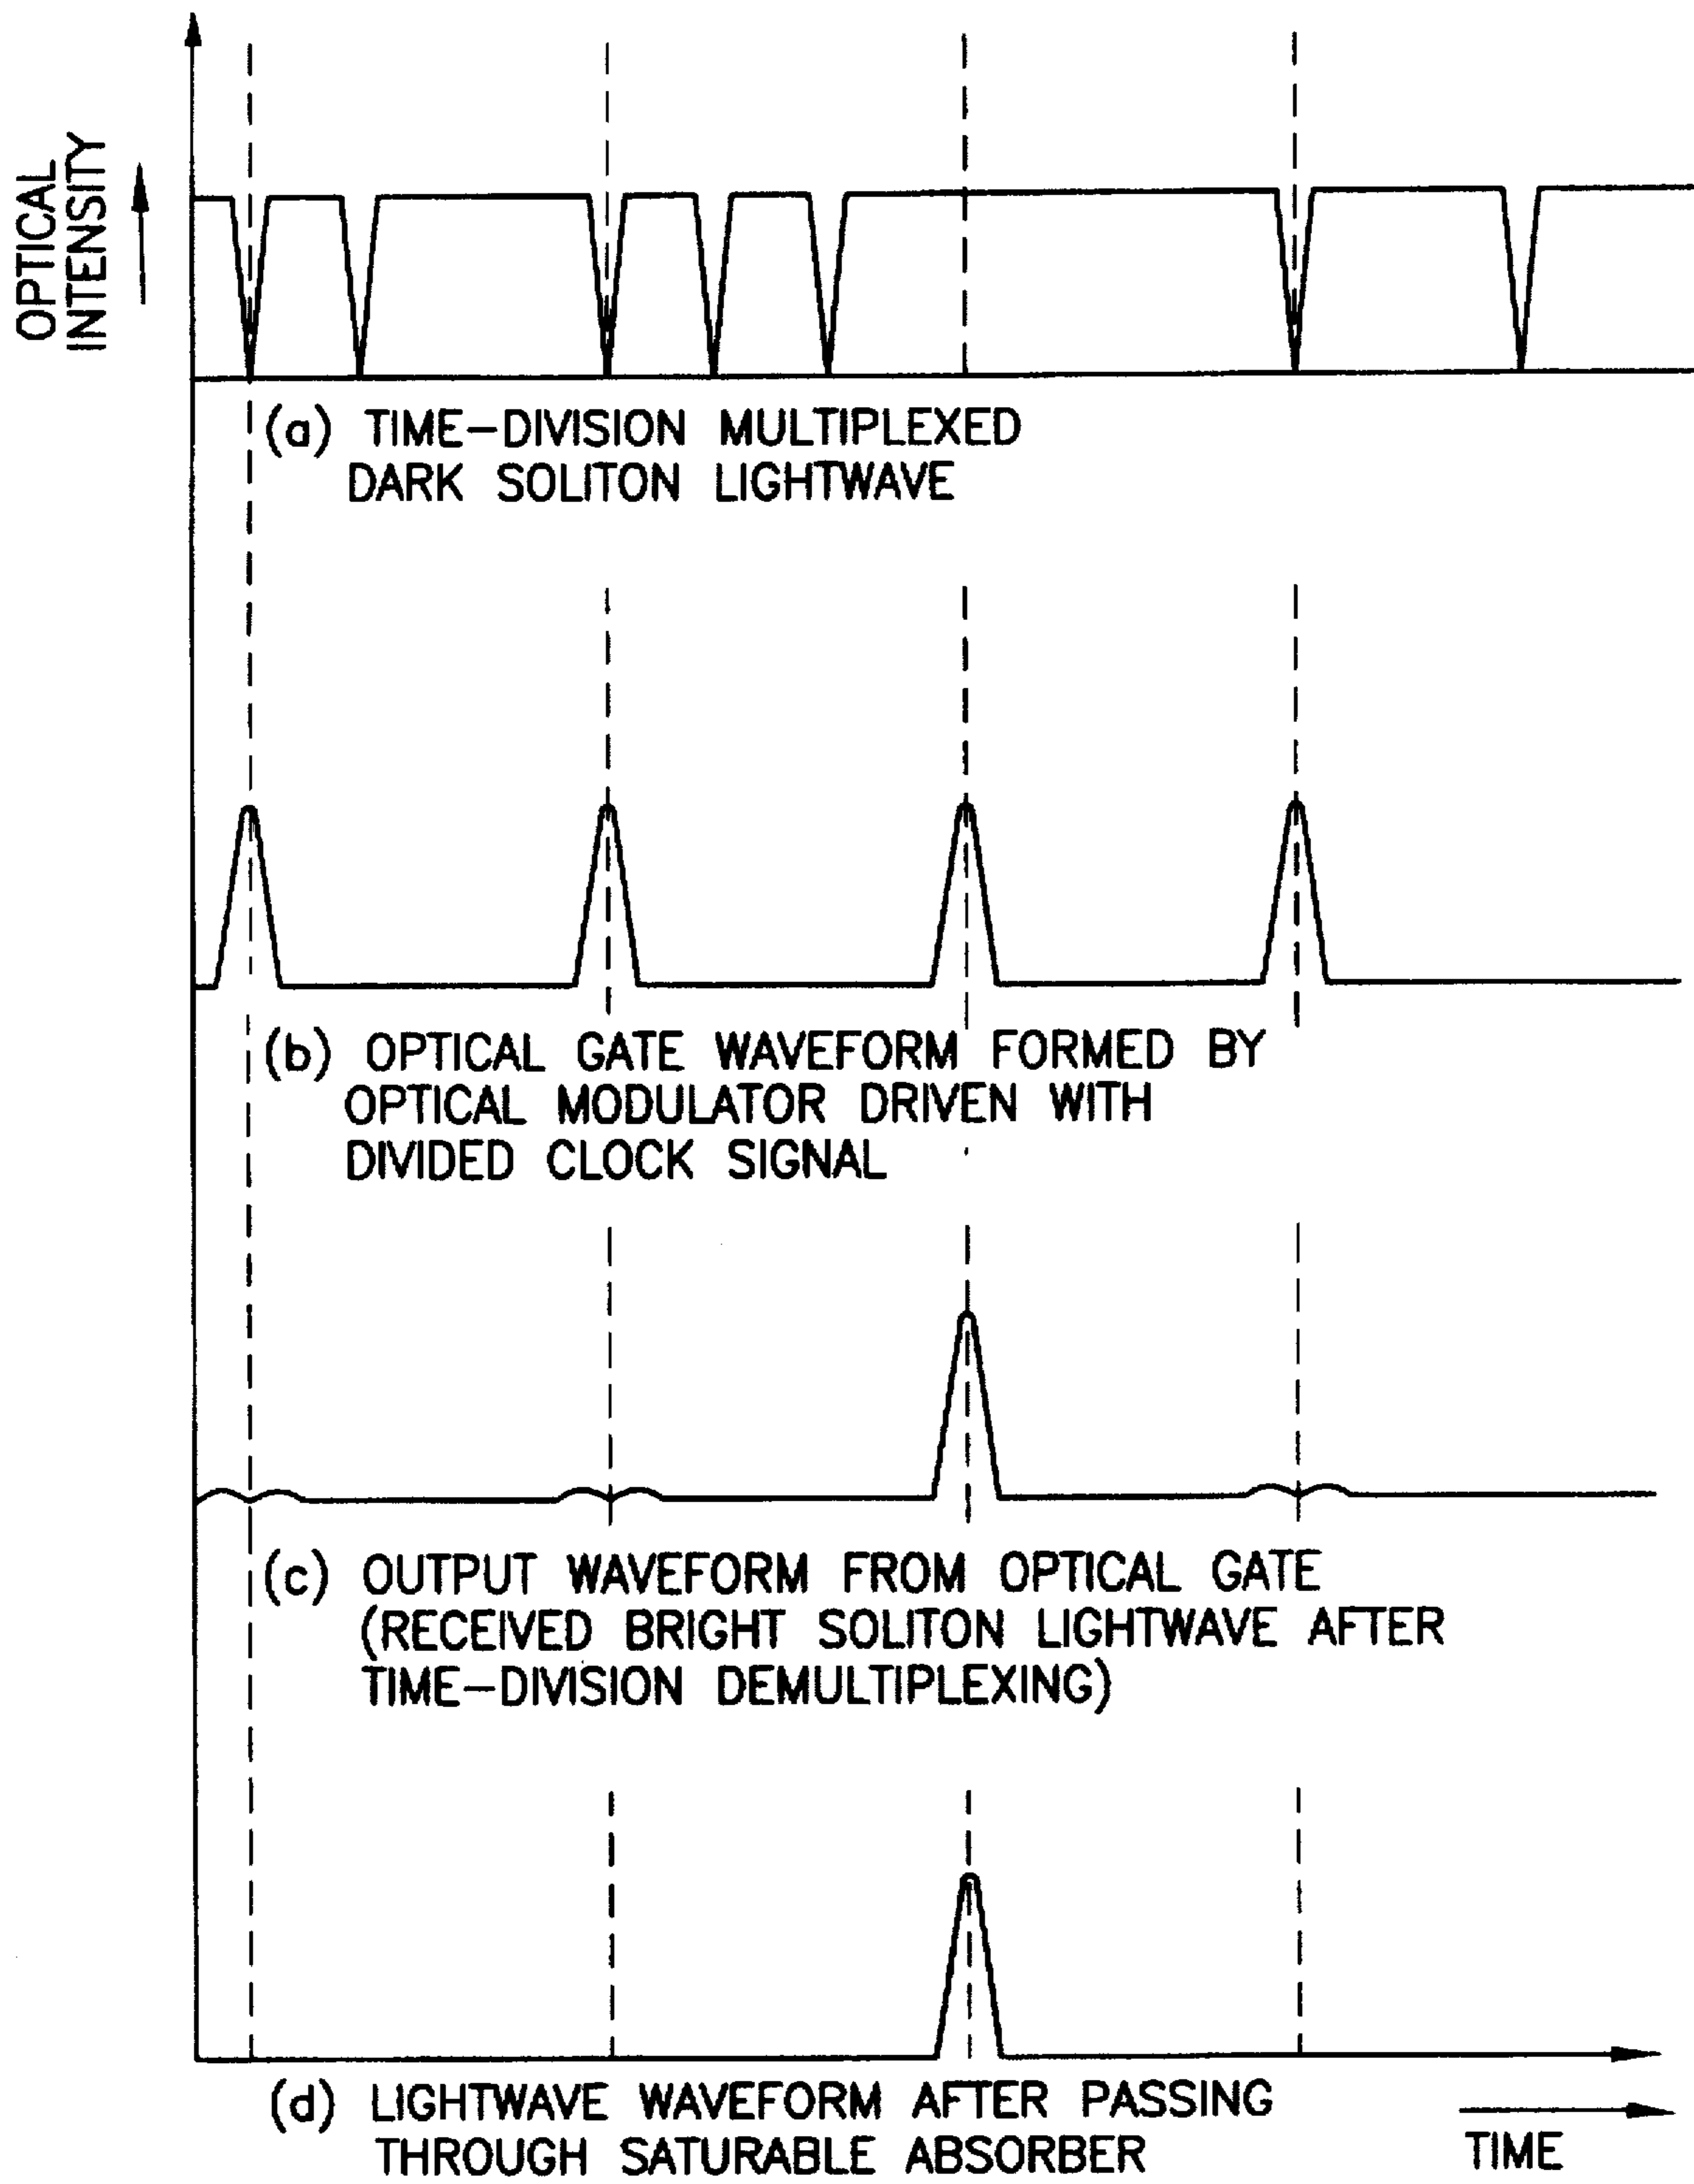 OPTICAL
INTENSITY
(a) TIME-DIVISION MULTIPLEXED
DARK SOLITON LIGHTWAVE
(b) OPTICAL GATE WAVEFORM FORMED BY
OPTICAL MODULATOR DRIVEN WITH
DIVIDED CLOCK SIGNAL
(c) OUTPUT WAVEFORM FROM OPTICAL GATE
(RECEIVED BRIGHT SOLITON LIGHTWAVE AFTER
TIME-DIVISION DEMULTIPLEXING)
(d) LIGHTWAVE WAVEFORM AFTER PASSING
THROUGH SATURABLE ABSORBER
TIME